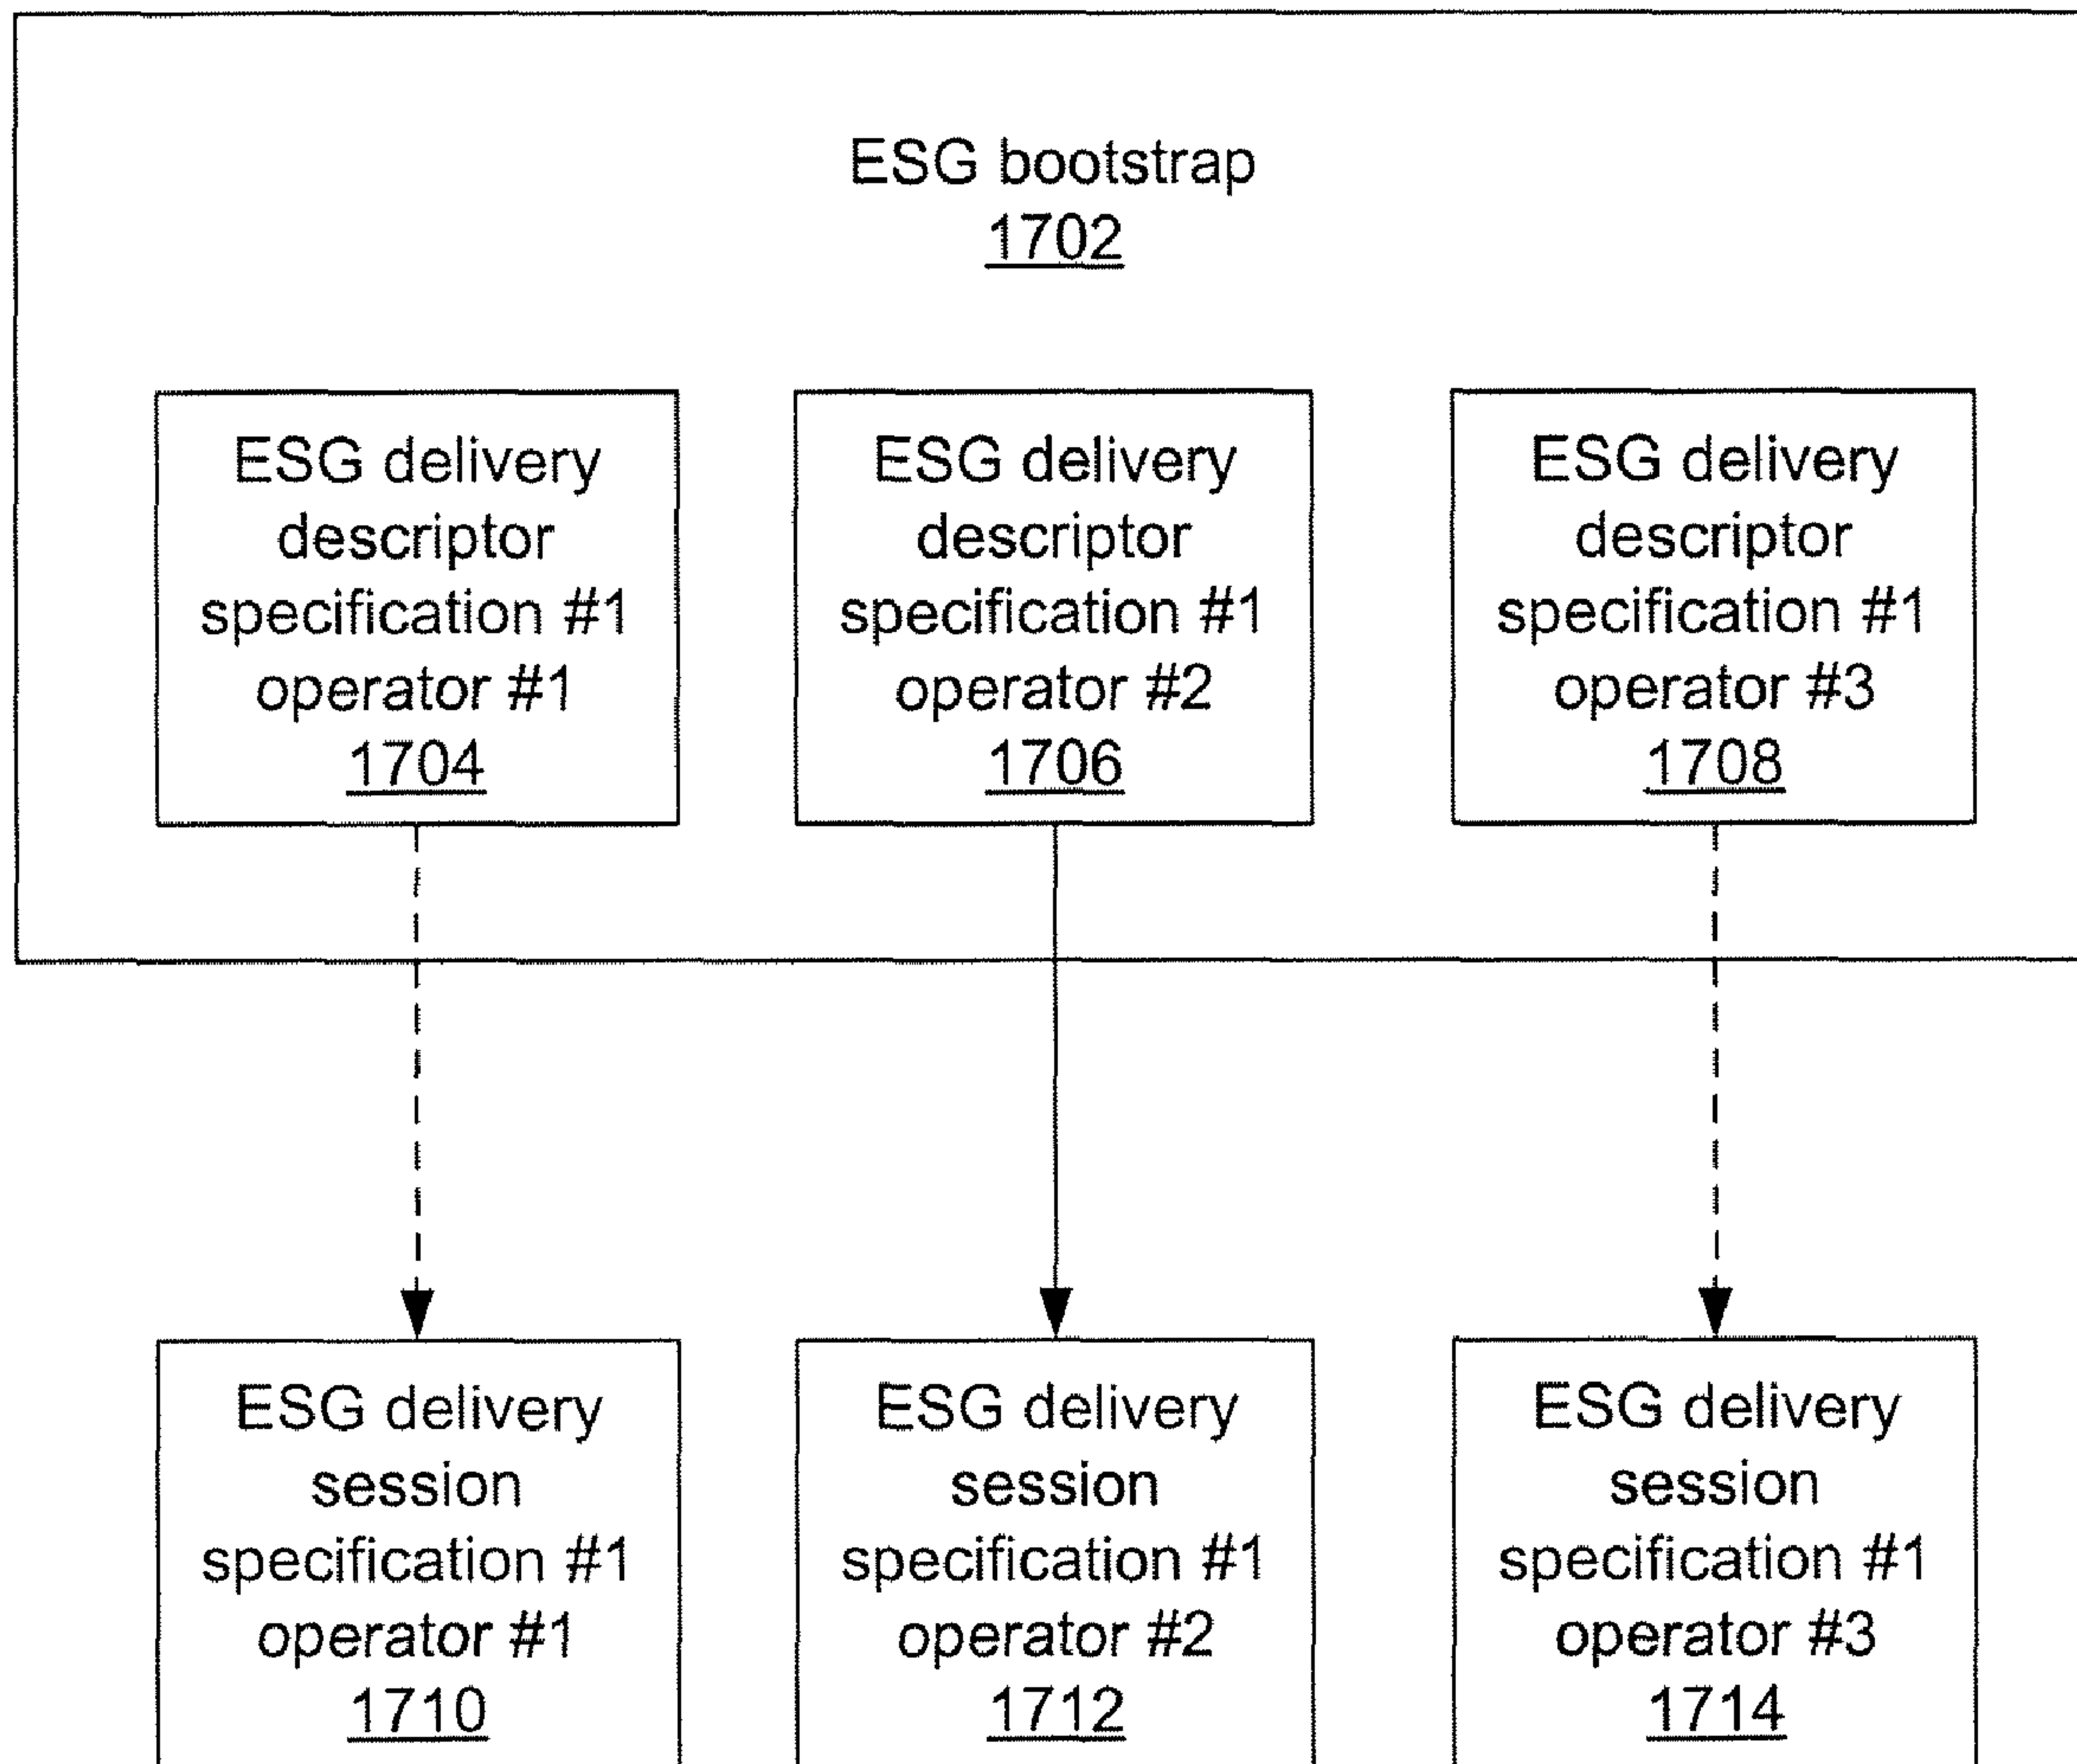 ESG bootstrap
1702
ESG delivery
descriptor
specification #1
operator #1
1704
ESG delivery
descriptor
specification #1
operator #2
1706
ESG delivery
descriptor
specification #1
operator #3
1708
ESG delivery
session
specification #1
operator #1
1710
ESG delivery
session
specification #1
operator #2
1712
ESG delivery
session
specification #1
operator #3
1714